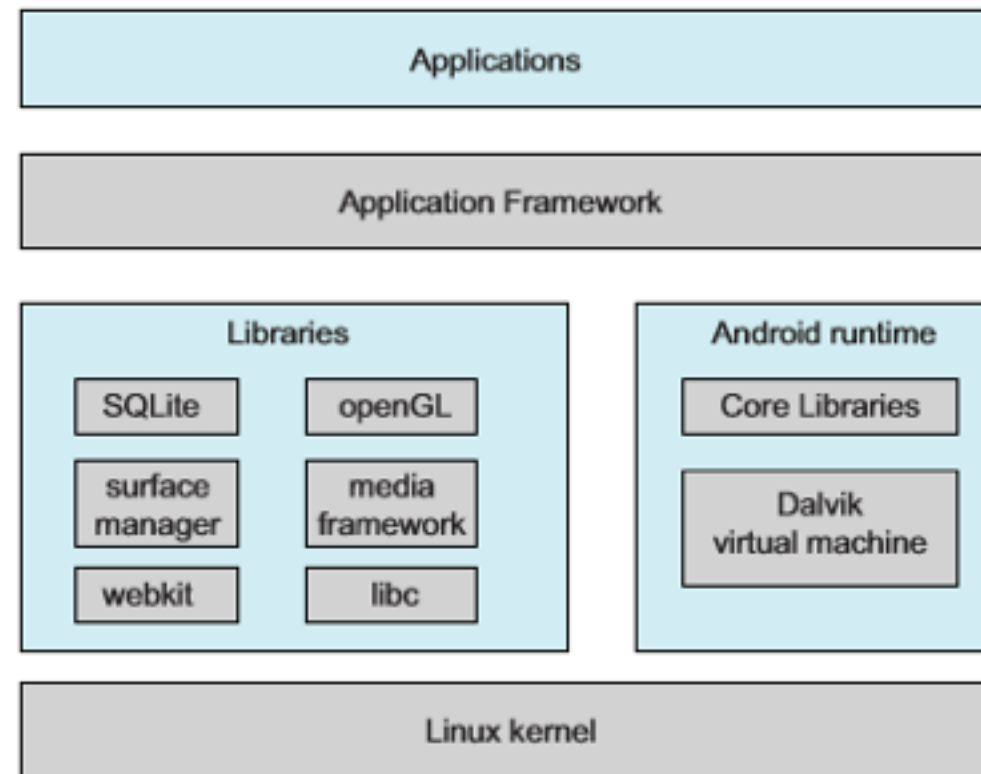 Applications
Application Framework
Libraries
SQLite
openGL
surface
manager
media
framework
webkit
libc
Android runtime
Core Libraries
Dalvik
virtual machine
Linux kernel